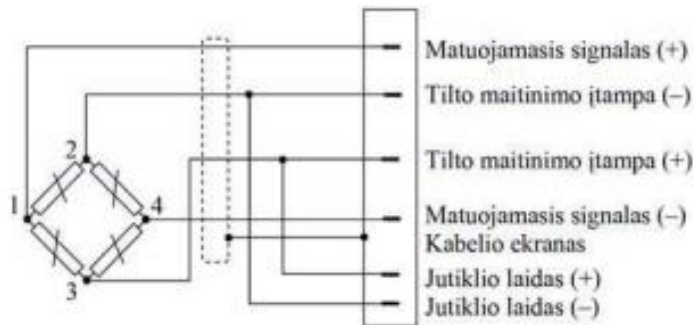 Matuojamasis signalas (+)
Tilto maitinimo įtampa (–)
2
Tilto maitinimo įtampa (+)
1
4
Matuojamasis signalas (–)
Kabelio ekranas
3
Jutiklio laidas (+)
Jutiklio laidas (–)